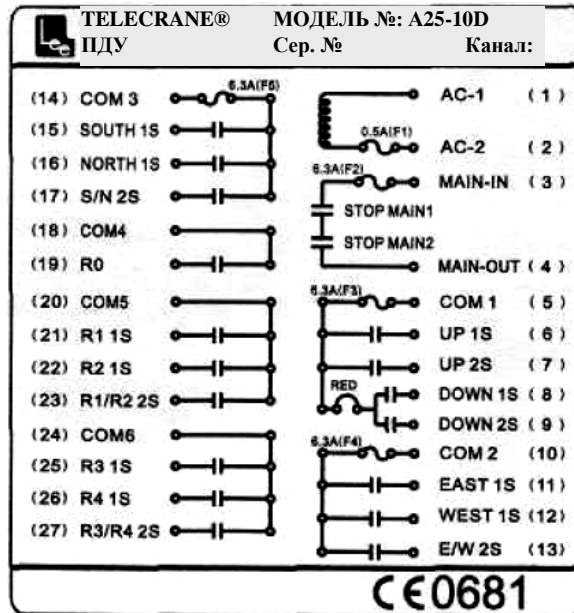 Lee
TELECRANE® МОДЕЛЬ №: A25-10D
ПДУ Сер. № Канал:
(14) COM 3 6.3A(F5)
(15) SOUTH 1S
(16) NORTH 1S
(17) S/N 2S
(18) COM4
(19) R0
(20) COM5
(21) R1 1S
(22) R2 1S
(23) R1/R2 2S
(24) COM6
(25) R3 1S
(26) R4 1S
(27) R3/R4 2S
AC-1 (1)
0.5A(F1) AC-2 (2)
6.3A(F2) MAIN-IN (3)
STOP MAIN1
STOP MAIN2
MAIN-OUT (4)
6.3A(F3) COM 1 (5)
UP 1S (6)
UP 2S (7)
RED DOWN 1S (8)
DOWN 2S (9)
6.3A(F4) COM 2 (10)
EAST 1S (11)
WEST 1S (12)
E/W 2S (13)
CE0681